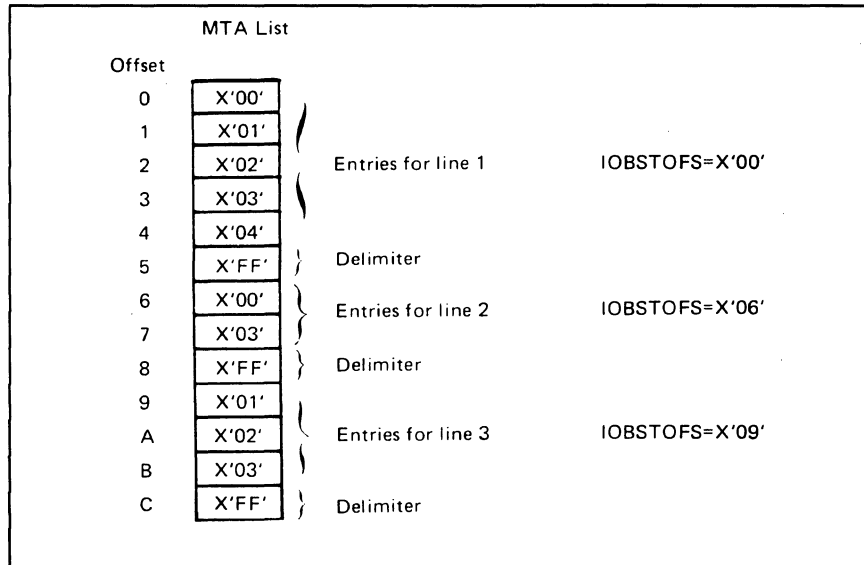 MTA List
Offset
0 X'00'
1 X'01'
2 X'02' Entries for line 1 IOBSTOFS=X'00'
3 X'03'
4 X'04'
5 X'FF' Delimiter
6 X'00'
Entries for line 2 IOBSTOFS=X'06'
7 X'03'
8 X'FF' Delimiter
9 X'01'
A X'02' Entries for line 3 IOBSTOFS=X'09'
B X'03'
C X'FF' Delimiter